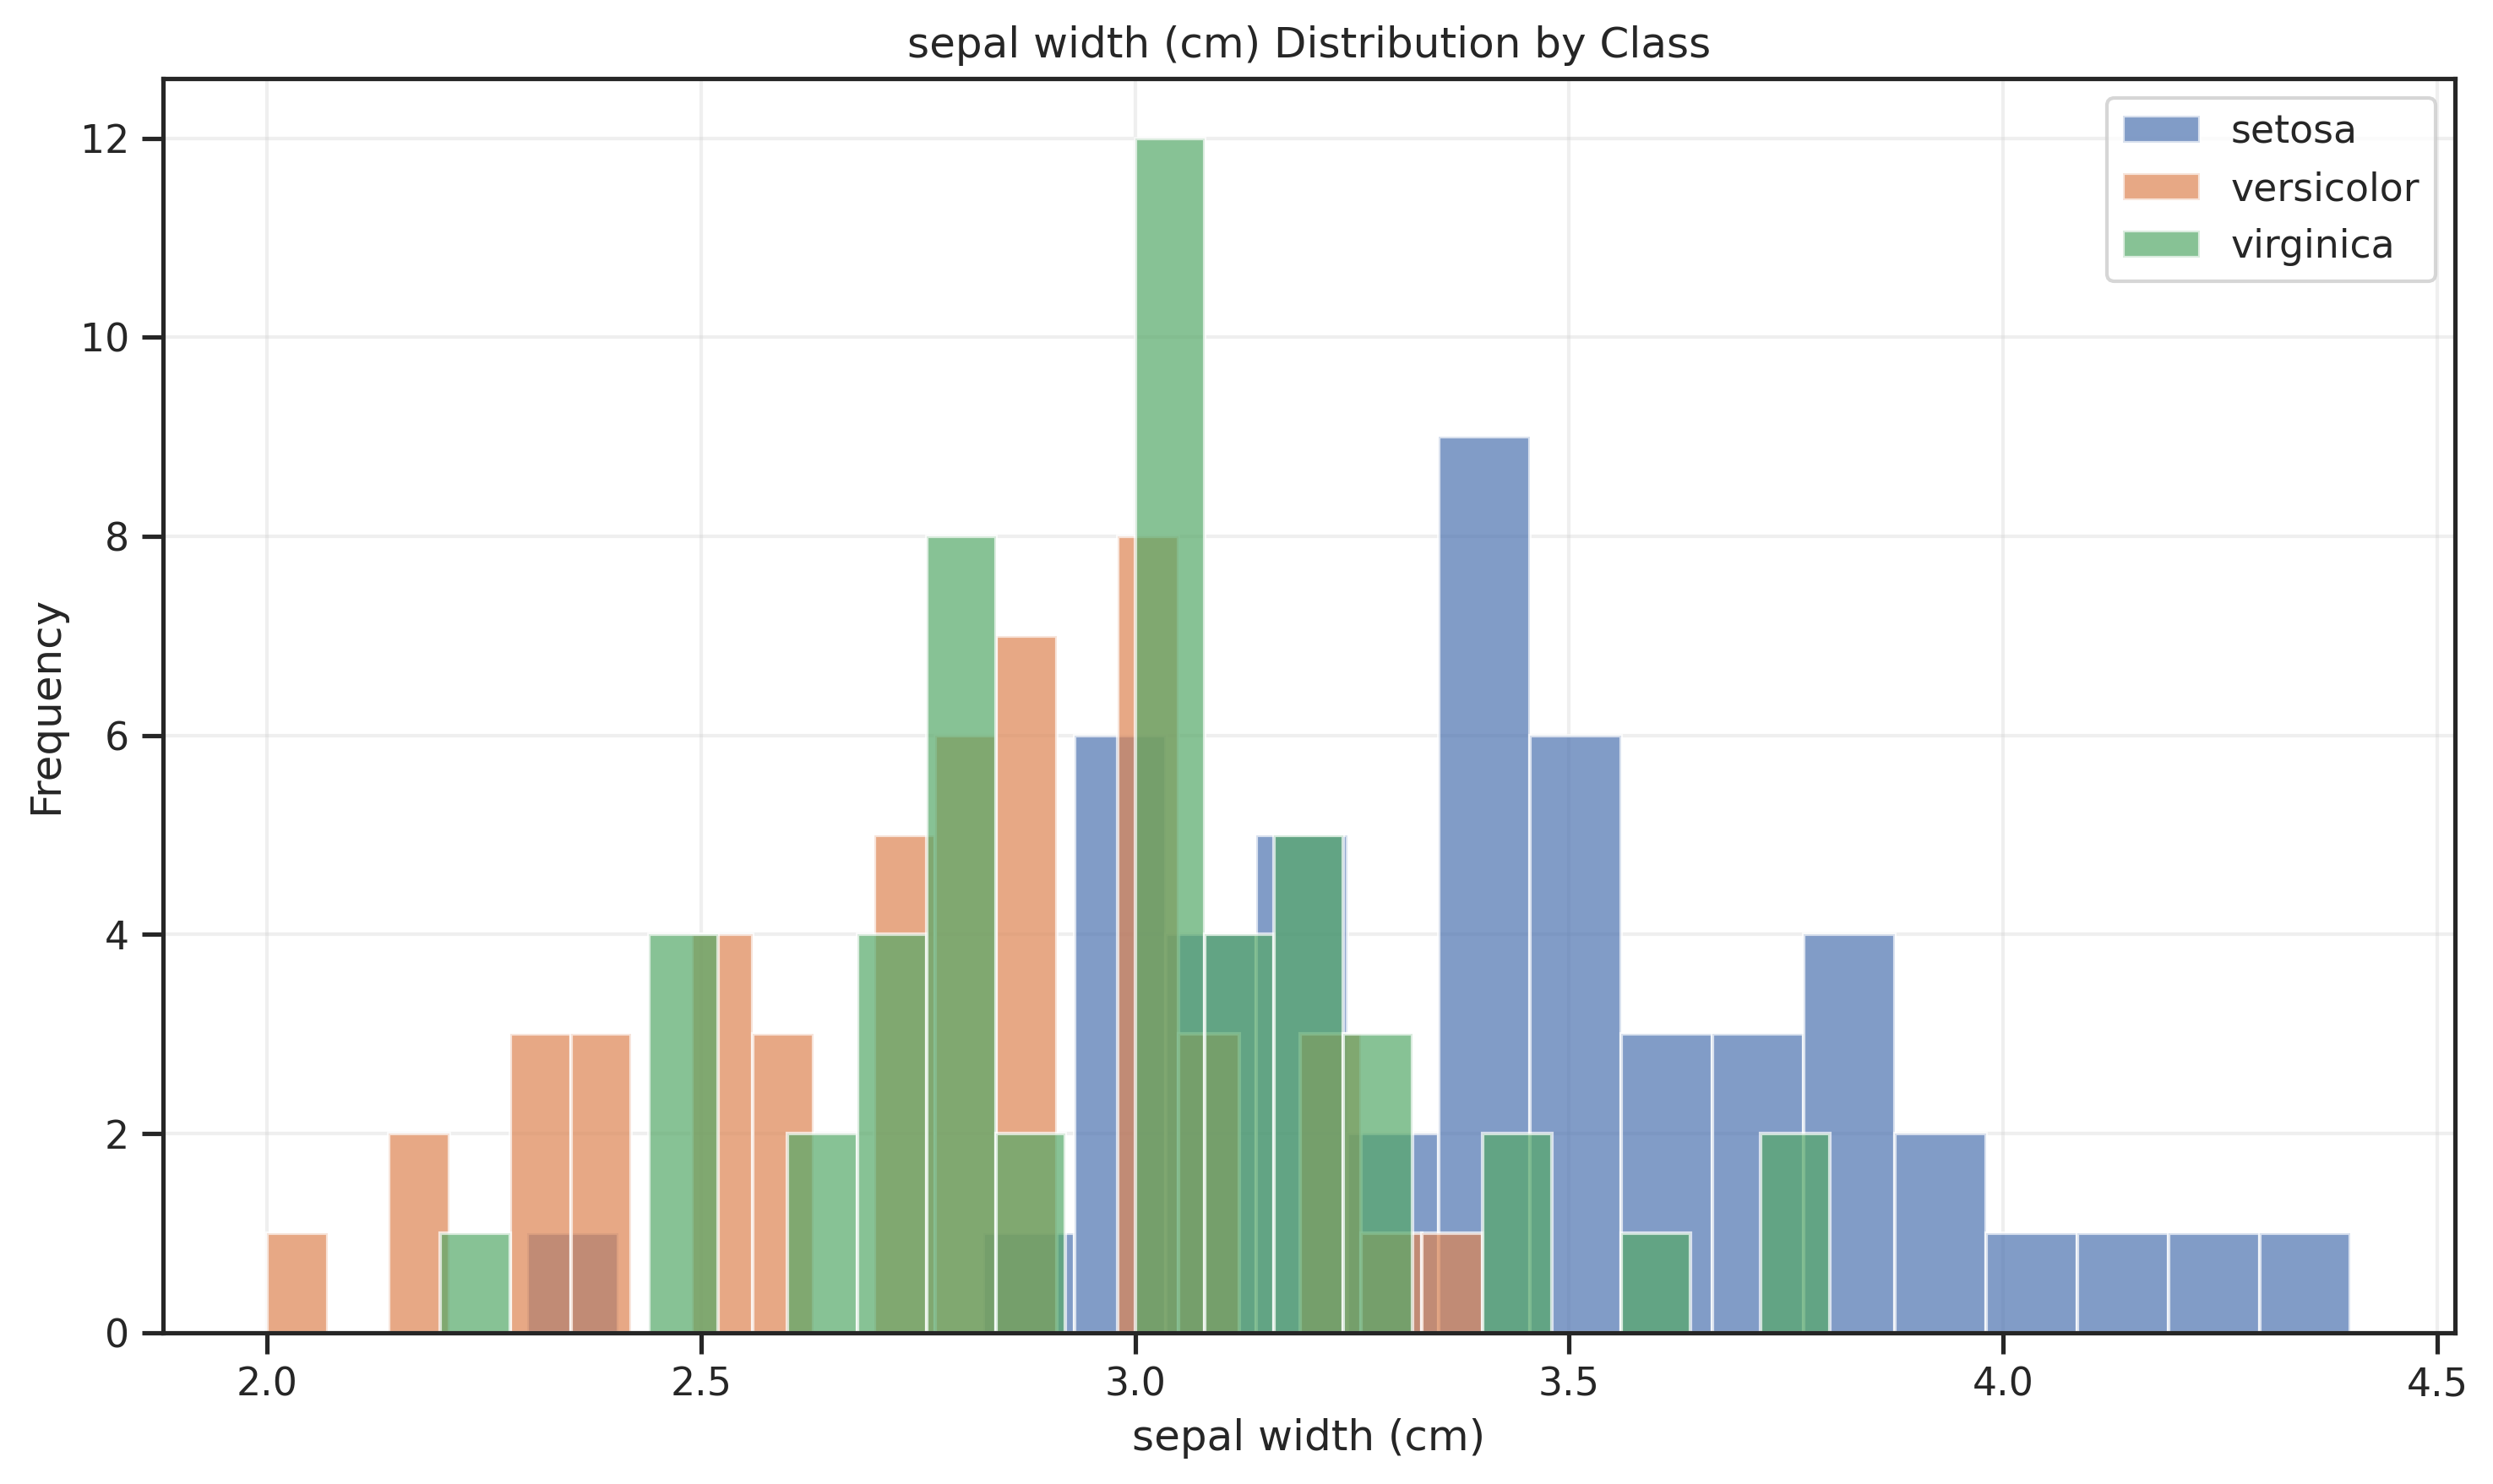 sepal width (cm) Distribution by Class
setosa
versicolor
virginica
Frequency
12
10
8
6
4
2
0
2.0 2.5 3.0 3.5 4.0 4.5
sepal width (cm)